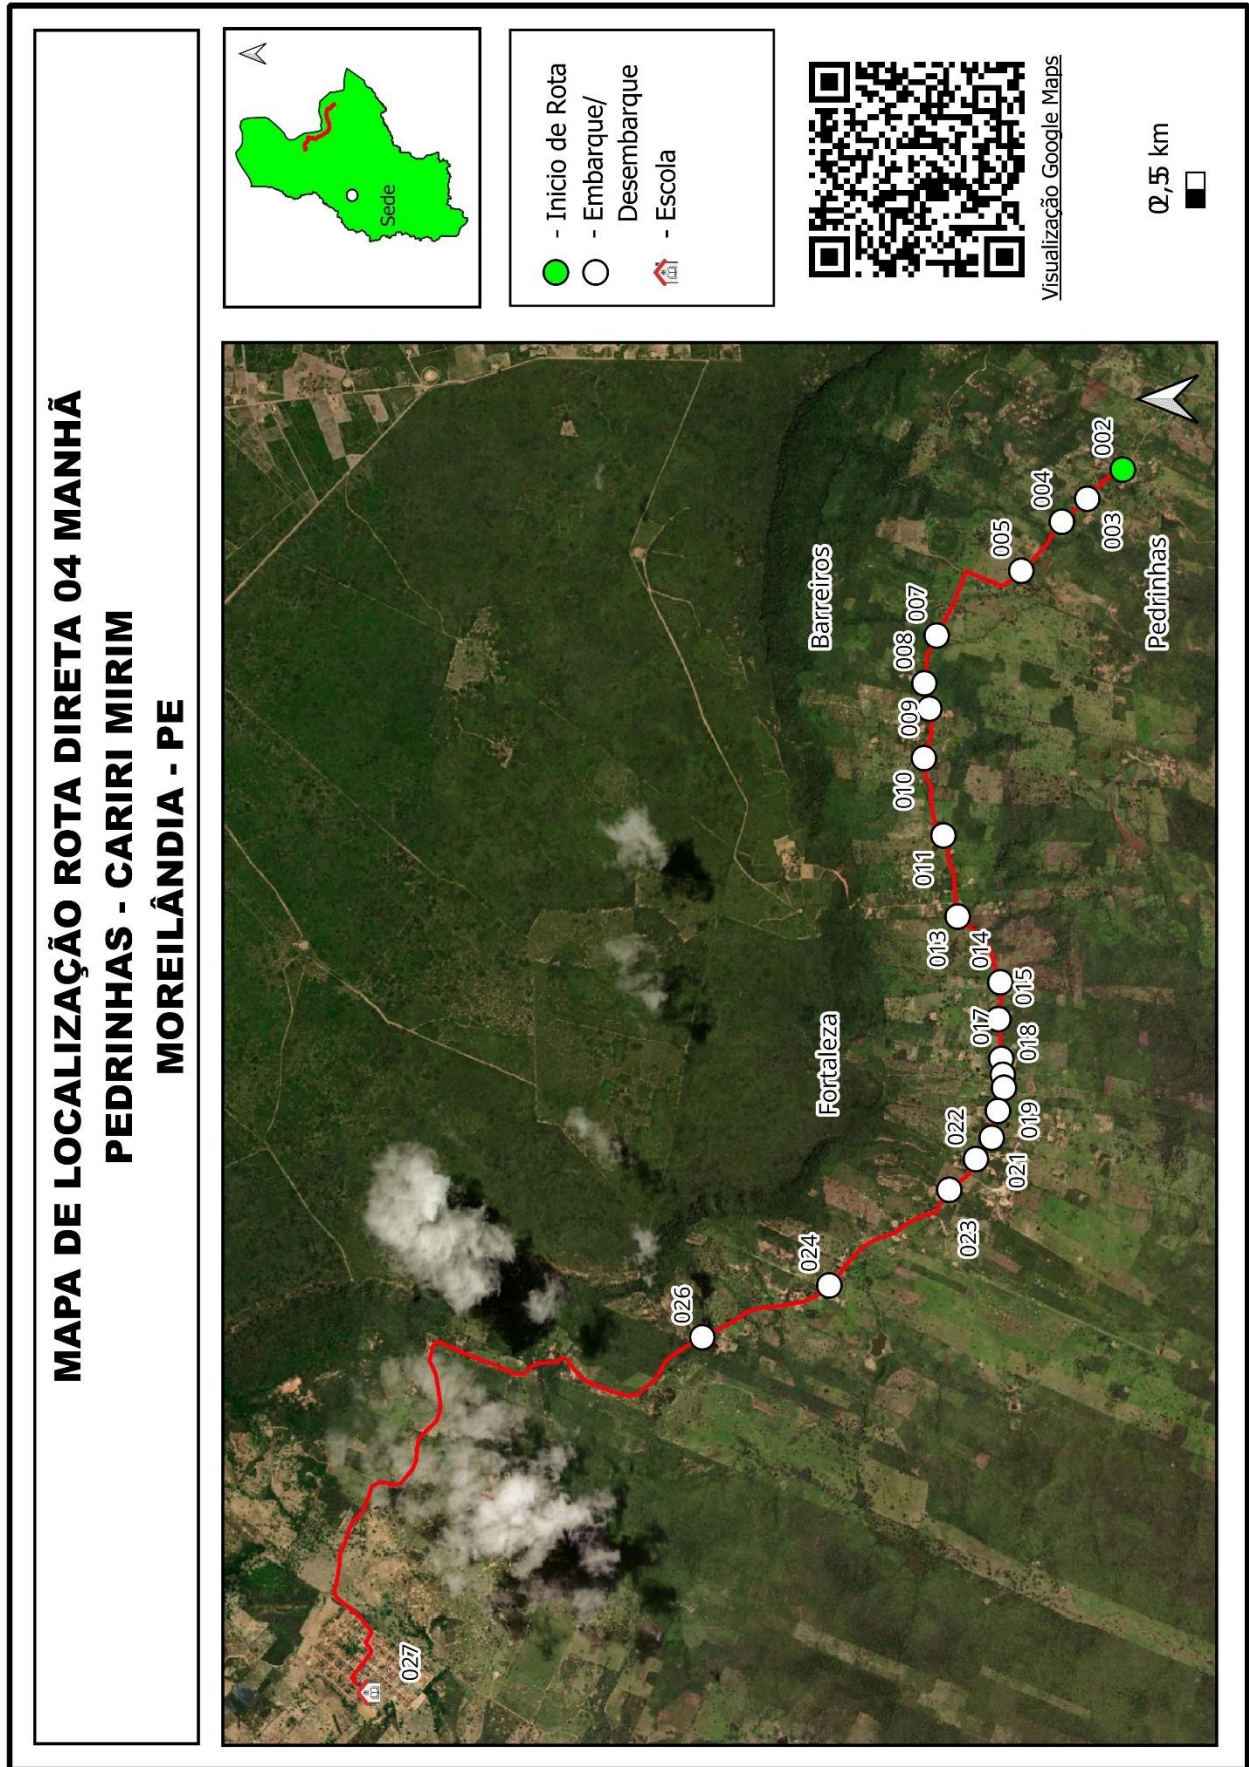 MAPA DE LOCALIZAÇÃO ROTA DIRETA 04 MANHÃ
PEDRINHAS - CARIRI MIRIM
MOREILÂNDIA - PE
Sede
- Inicio de Rota
- Embarque/
Desembarque
- Escola
Visualização Google Maps
km
027
026
024
023
022
021
019
018
017
015
014
013
011
010
009
008
007
005
004
003
002
Fortaleza
Barreiros
Pedrinhas